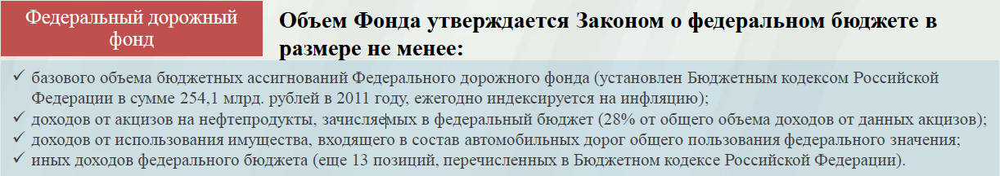 Федеральный дорожный
фонд
Объем Фонда утверждается Законом о федеральном бюджете в
размере не менее:
✓ базового объема бюджетных ассигнований Федерального дорожного фонда (установлен Бюджетным кодексом Российской
Федерации в сумме 254,1 млрд. рублей в 2011 году, ежегодно индексируется на инфляцию);
✓ доходов от акцизов на нефтепродукты, зачисляемых в федеральный бюджет (28% от общего объема доходов от данных акцизов);
✓ доходов от использования имущества, входящего в состав автомобильных дорог общего пользования федерального значения;
✓ иных доходов федерального бюджета (еще 13 позиций, перечисленных в Бюджетном кодексе Российской Федерации).